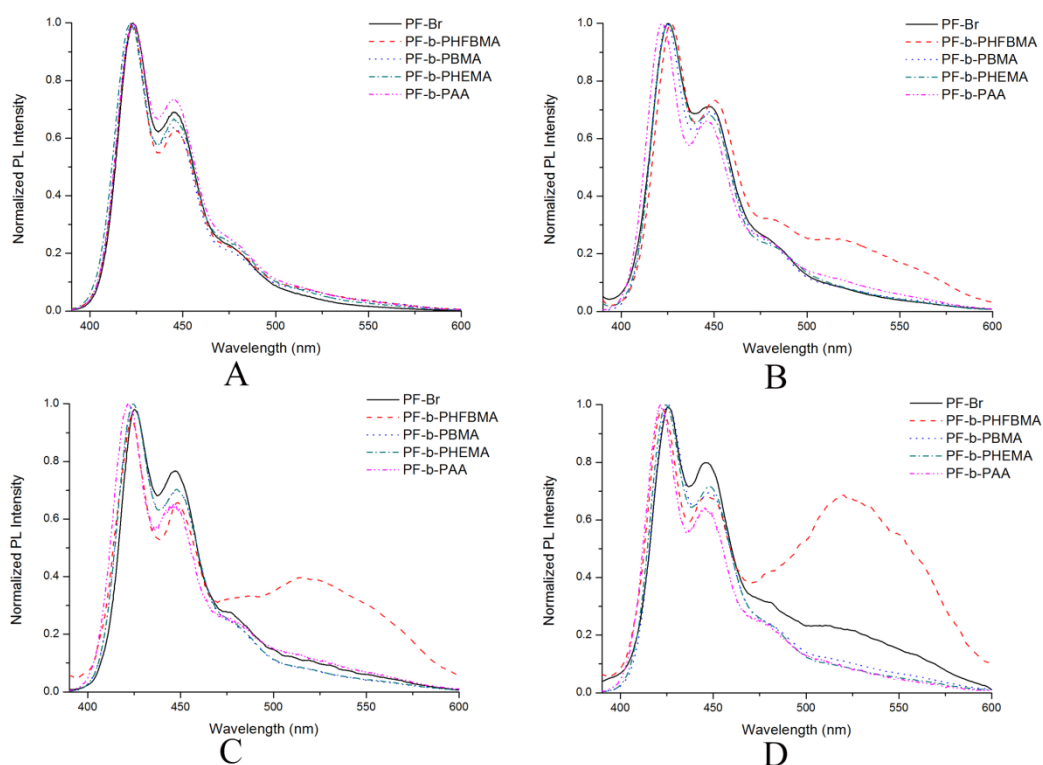 1.0
0.8
0.6
0.4
0.2
0.0
Normalized PL Intensity
400
450
500
550
600
Wavelength (nm)
PF-Br
PF-b-PHFBMA
PF-b-PBMA
PF-b-PHEMA
PF-b-PAA
A
1.0
0.8
0.6
0.4
0.2
0.0
Normalized PL Intensity
400
450
500
550
600
Wavelength (nm)
PF-Br
PF-b-PHFBMA
PF-b-PBMA
PF-b-PHEMA
PF-b-PAA
B
1.0
0.8
0.6
0.4
0.2
0.0
Normalized PL Intensity
400
450
500
550
600
Wavelength (nm)
PF-Br
PF-b-PHFBMA
PF-b-PBMA
PF-b-PHEMA
PF-b-PAA
C
1.0
0.8
0.6
0.4
0.2
0.0
Normalized PL Intensity
400
450
500
550
600
Wavelength (nm)
PF-Br
PF-b-PHFBMA
PF-b-PBMA
PF-b-PHEMA
PF-b-PAA
D